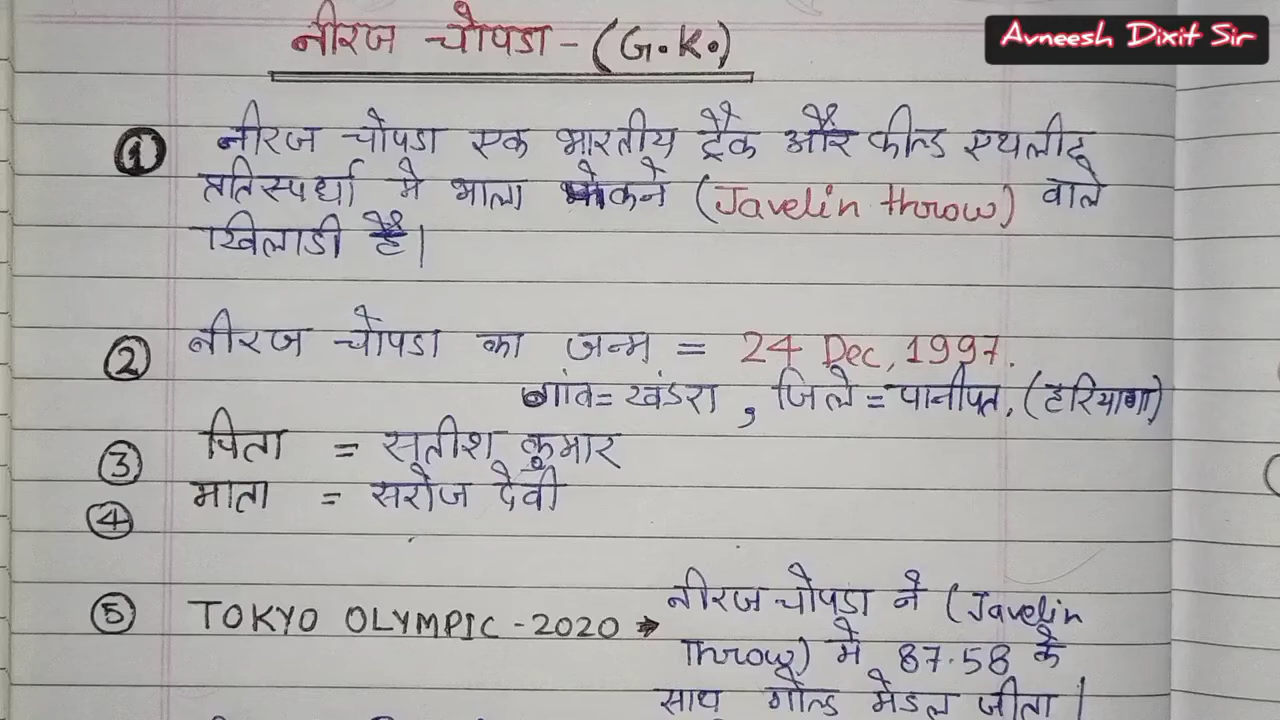 नीरज चोपडा - (G.K.)
Avneesh Dixit Sir
① नीरज चोपडा एक भारतीय ट्रैक और फील्ड एथलीट
प्रतिस्पर्धा में भाला फेंकने (Javelin throw) वाले
खिलाडी हैं।
② नीरज चोपडा का जन्म = 24 Dec, 1997.
गांव = खंडरा , जिले = पानीपत, (हरियाणा)
③ पिता = सतीश कुमार
④ माता = सरोज देवी
⑤ TOKYO OLYMPIC - 2020 → नीरज चोपडा ने (Javelin
Throw) में 87.58 के
साथ गोल्ड मेडल जीता।